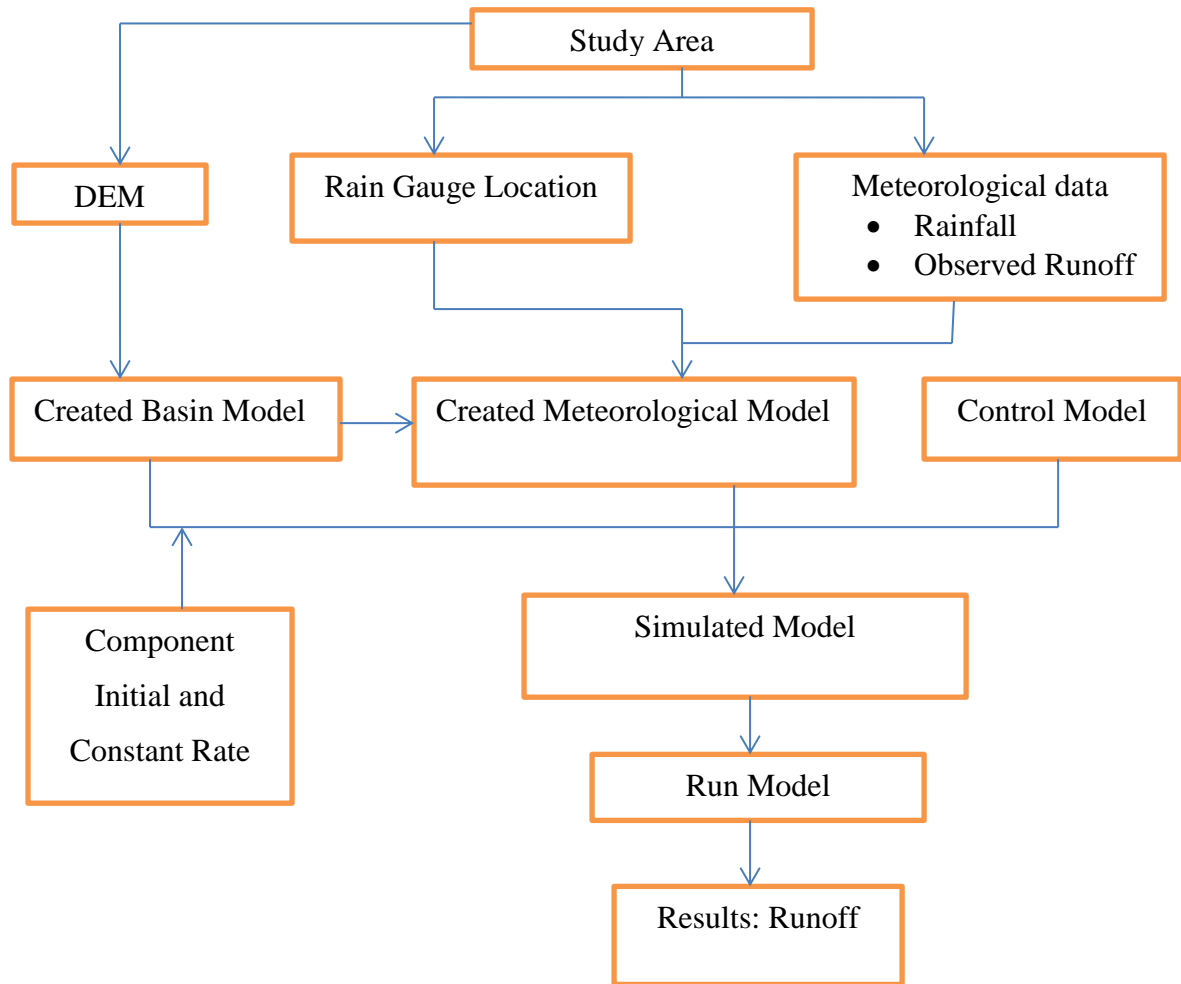 Study Area
DEM
Rain Gauge Location
Meteorological data
• Rainfall
• Observed Runoff
Created Basin Model
Created Meteorological Model
Control Model
Component
Initial and
Constant Rate
Simulated Model
Run Model
Results: Runoff